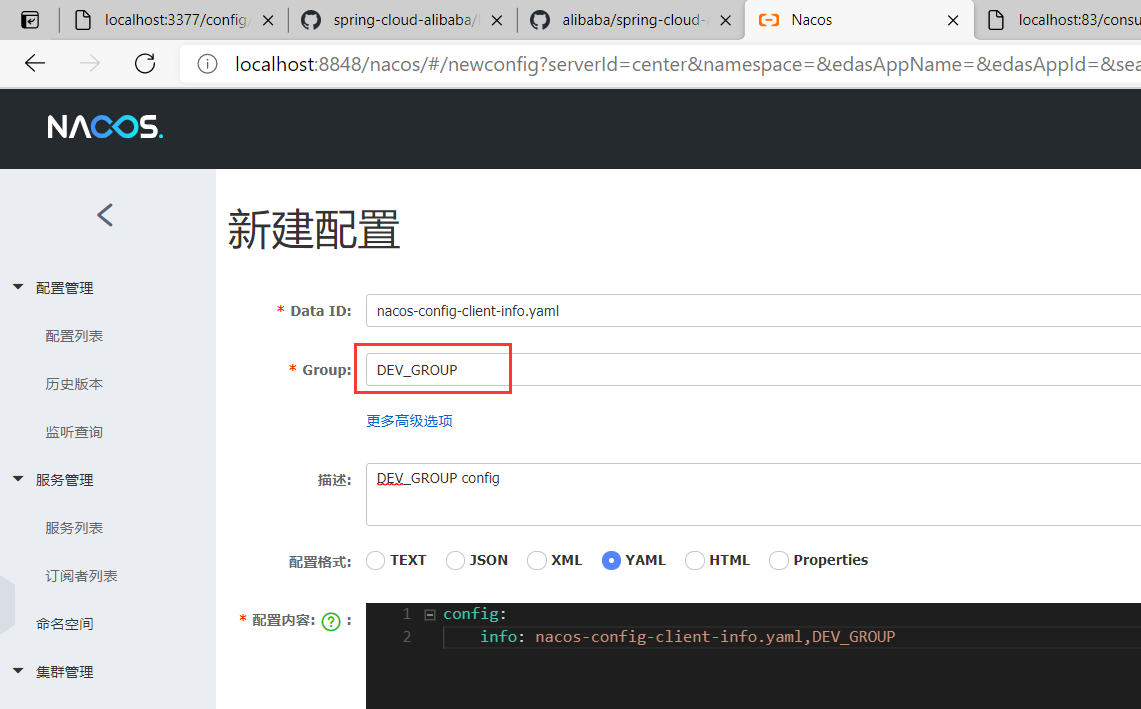 localhost:3377/config/
spring-cloud-alibaba/
alibaba/spring-cloud-a
Nacos
localhost:83/consu
localhost:8848/nacos/#/newconfig?serverId=center&namespace=&edasAppName=&edasAppId=&sea
NACOS.
新建配置
配置管理
配置列表
历史版本
监听查询
服务管理
服务列表
订阅者列表
命名空间
集群管理
* Data ID: nacos-config-client-info.yaml
* Group: DEV_GROUP
更多高级选项
描述: DEV_GROUP config
配置格式: TEXT JSON XML YAML HTML Properties
* 配置内容: ? :
1 config:
2 info: nacos-config-client-info.yaml,DEV_GROUP